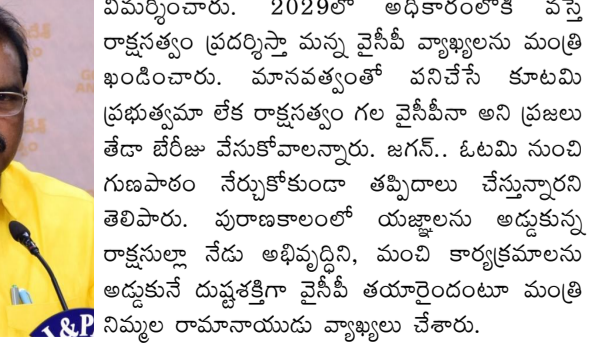 విమర్శించారు. 2029లో అధికారంలోకి వస్తే
రాక్షసత్వం ప్రదర్శిస్తా మన్న వైసీపీ వ్యాఖ్యలను మంత్రి
ఖండించారు. మానవత్వంతో పనిచేసే కూటమి
ప్రభుత్వమా లేక రాక్షసత్వం గల వైసీపీనా అని ప్రజలు
తేడా బేరీజు వేసుకోవాలన్నారు. జగన్.. ఓటమి నుంచి
గుణపాఠం నేర్చుకోకుండా తప్పిదాలు చేస్తున్నారని
తెలిపారు. పురాణకాలంలో యజ్ఞాలను అడ్డుకున్న
రాక్షసుల్లా నేడు అభివృద్ధిని, మంచి కార్యక్రమాలను
అడ్డుకునే దుష్టశక్తిగా వైసీపీ తయారైందంటూ మంత్రి
నిమ్మల రామానాయుడు వ్యాఖ్యలు చేశారు.
I&P